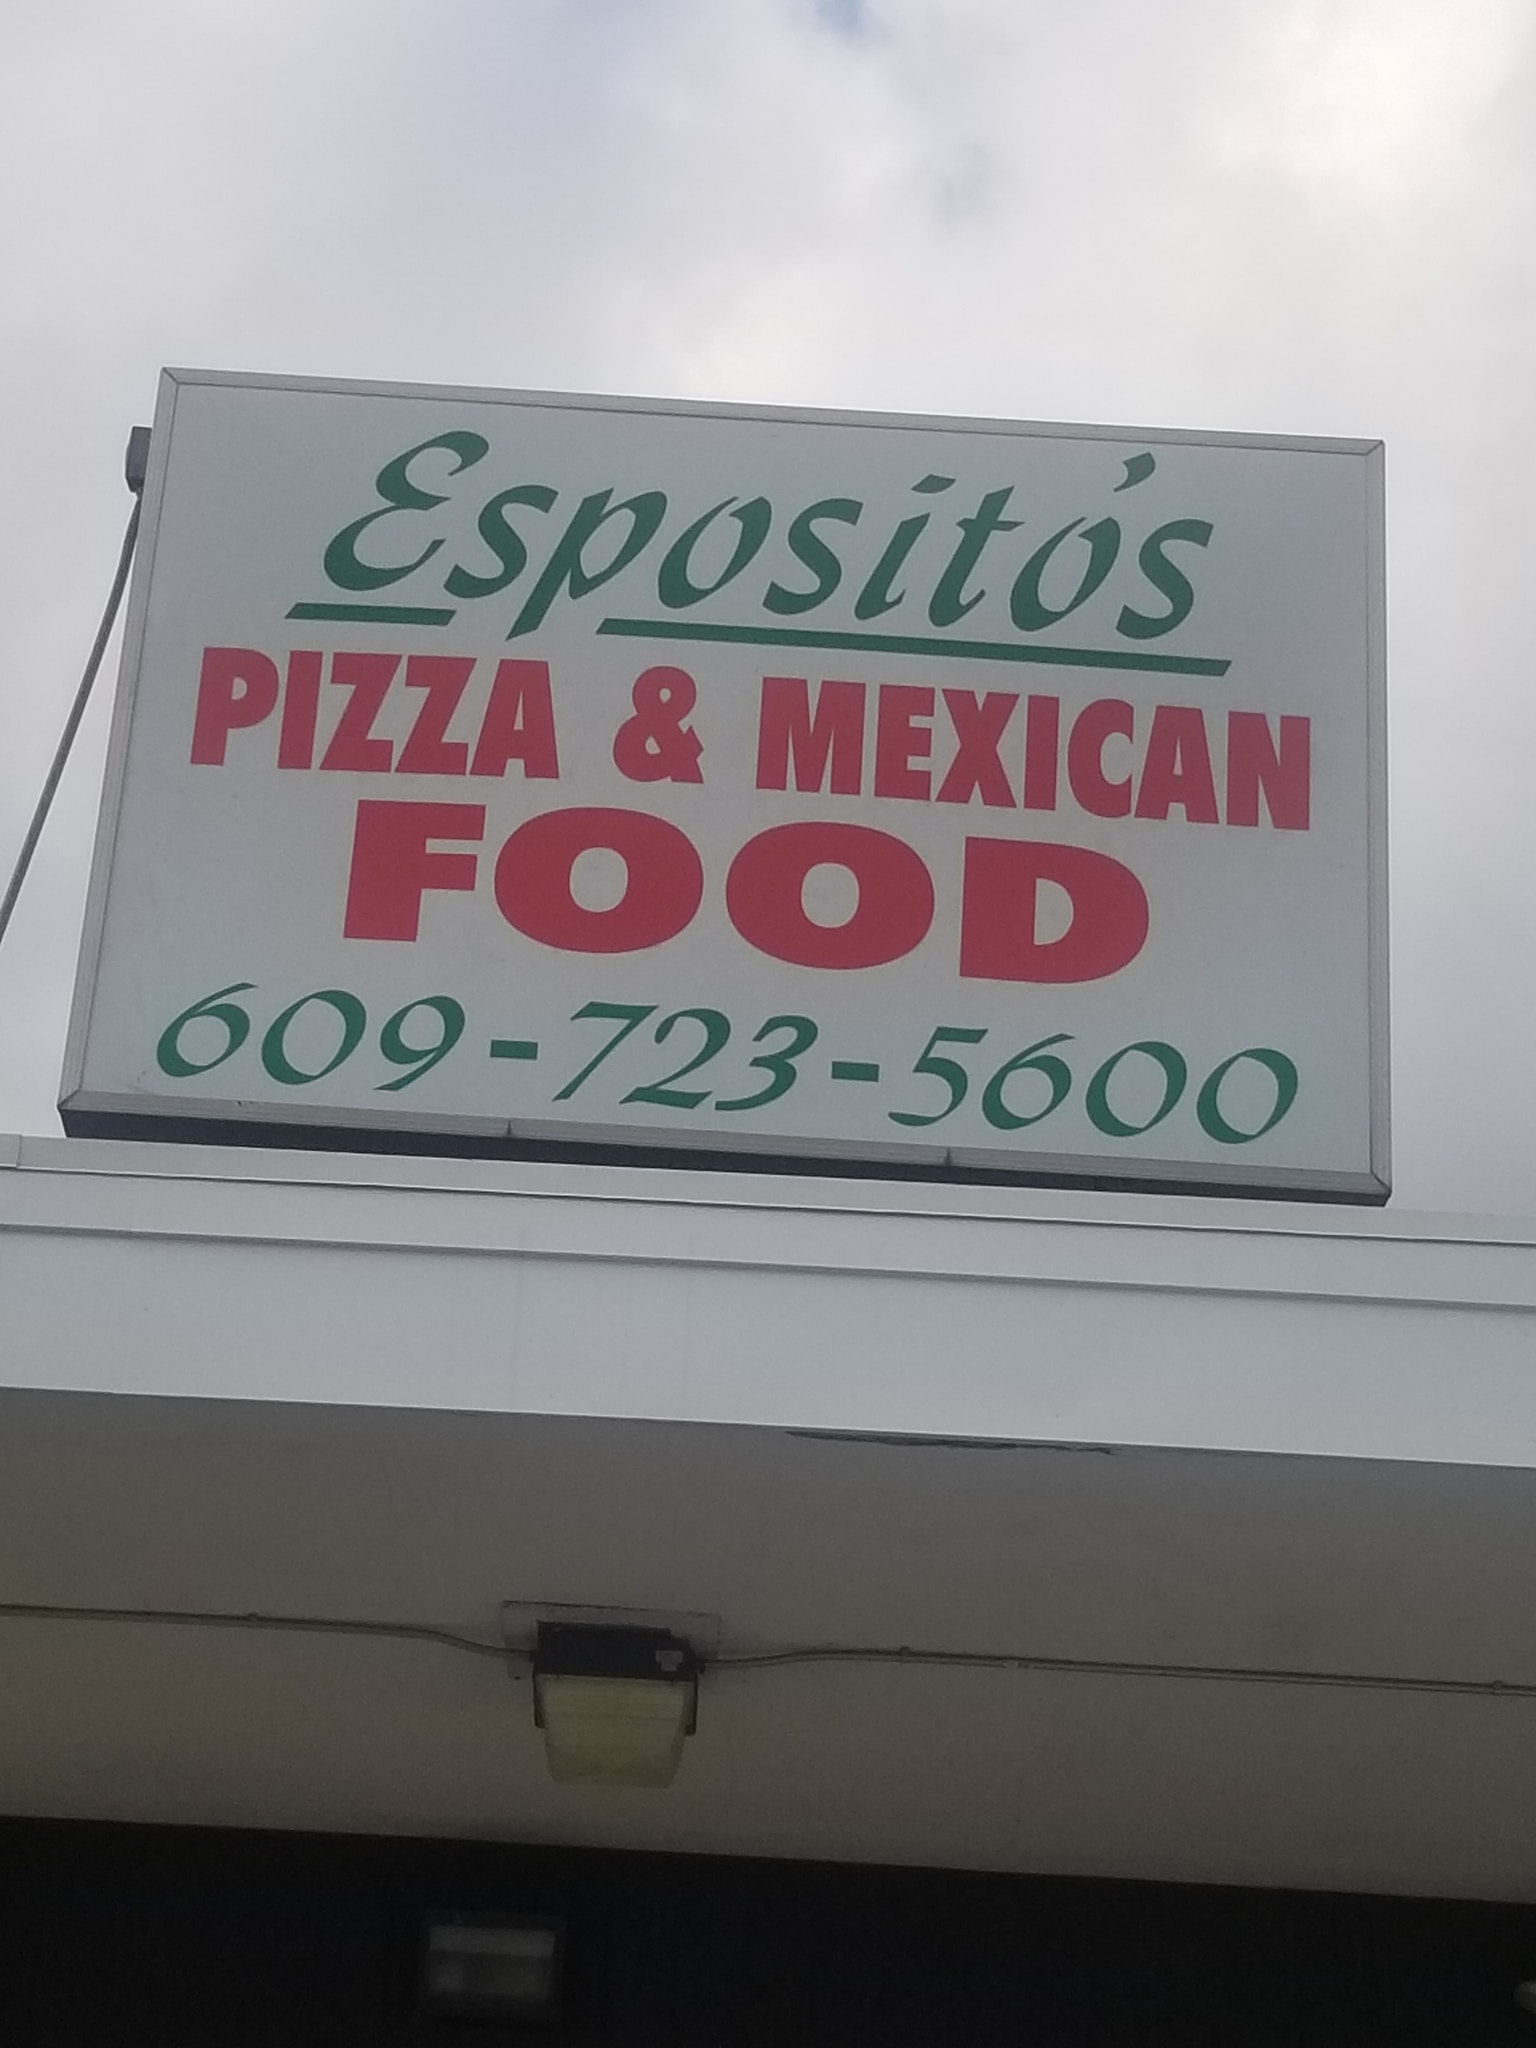 Esposito's
PIZZA & MEXICAN
FOOD
609-723-5600